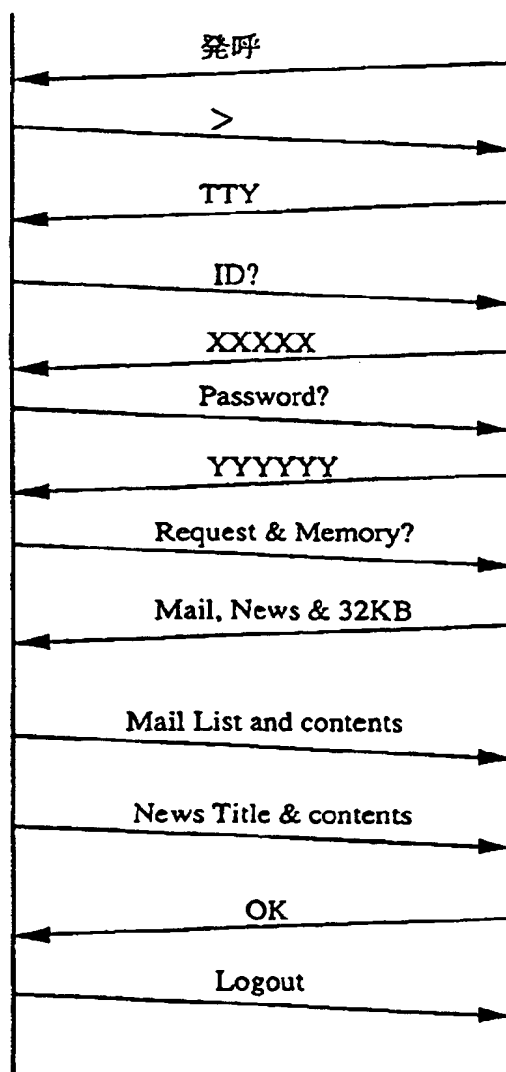 発呼
>
TTY
ID?
XXXXX
Password?
YYYYYY
Request & Memory?
Mail, News & 32KB
Mail List and contents
News Title & contents
OK
Logout